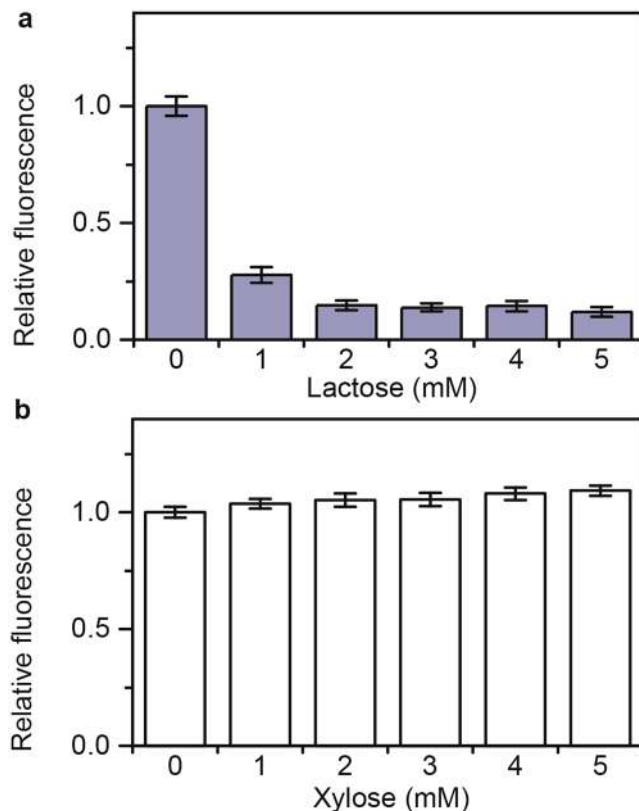 a
Relative fluorescence
1.0
0.5
0.0
0 1 2 3 4 5
Lactose (mM)
b
Relative fluorescence
1.0
0.5
0.0
0 1 2 3 4 5
Xylose (mM)